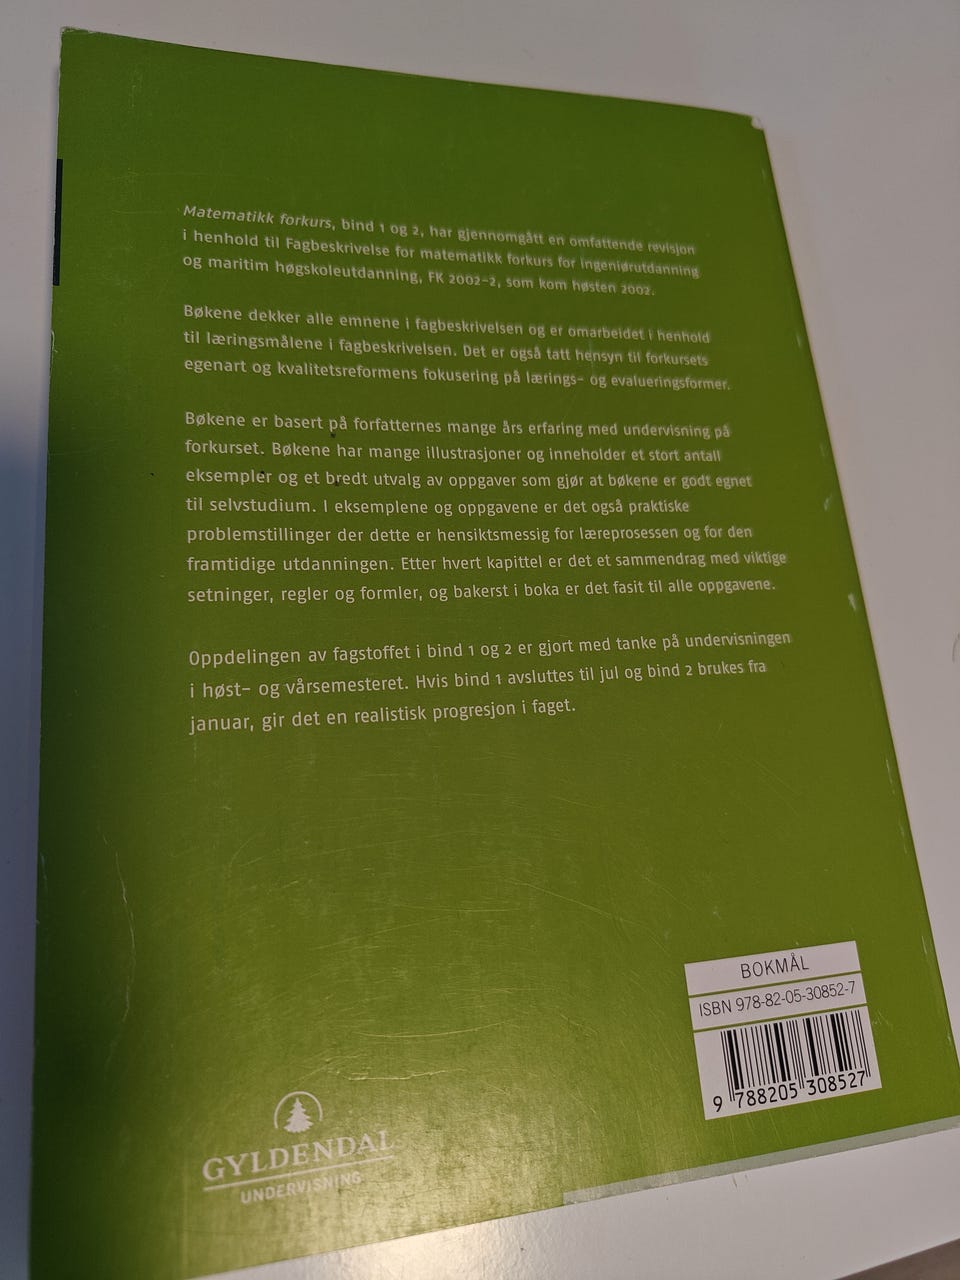 Matematikk forkurs, bind 1 og 2, har gjennomgått en omfattende revisjon
i henhold til Fagbeskrivelse for matematikk forkurs for ingeniørutdanning
og maritim høgskoleutdanning, FK 2002-2, som kom høsten 2002.
Bøkene dekker alle emnene i fagbeskrivelsen og er omarbeidet i henhold
til læringsmålene i fagbeskrivelsen. Det er også tatt hensyn til forkursets
egenart og kvalitetsreformens fokusering på lærings- og evalueringsformer.
Bøkene er basert på forfatternes mange års erfaring med undervisning på
forkurset. Bøkene har mange illustrasjoner og inneholder et stort antall
eksempler og et bredt utvalg av oppgaver som gjør at bøkene er godt egnet
til selvstudium. I eksemplene og oppgavene er det også praktiske
problemstillinger der dette er hensiktsmessig for læreprosessen og for den
framtidige utdanningen. Etter hvert kapittel er det et sammendrag med viktige
setninger, regler og formler, og bakerst i boka er det fasit til alle oppgavene.
Oppdelingen av fagstoffet i bind 1 og 2 er gjort med tanke på undervisningen
i høst- og vårsemesteret. Hvis bind 1 avsluttes til jul og bind 2 brukes fra
januar, gir det en realistisk progresjon i faget.
BOKMÅL
ISBN 978-82-05-30852-7
9 788205 308527
GYLDENDAL
UNDERVISNING